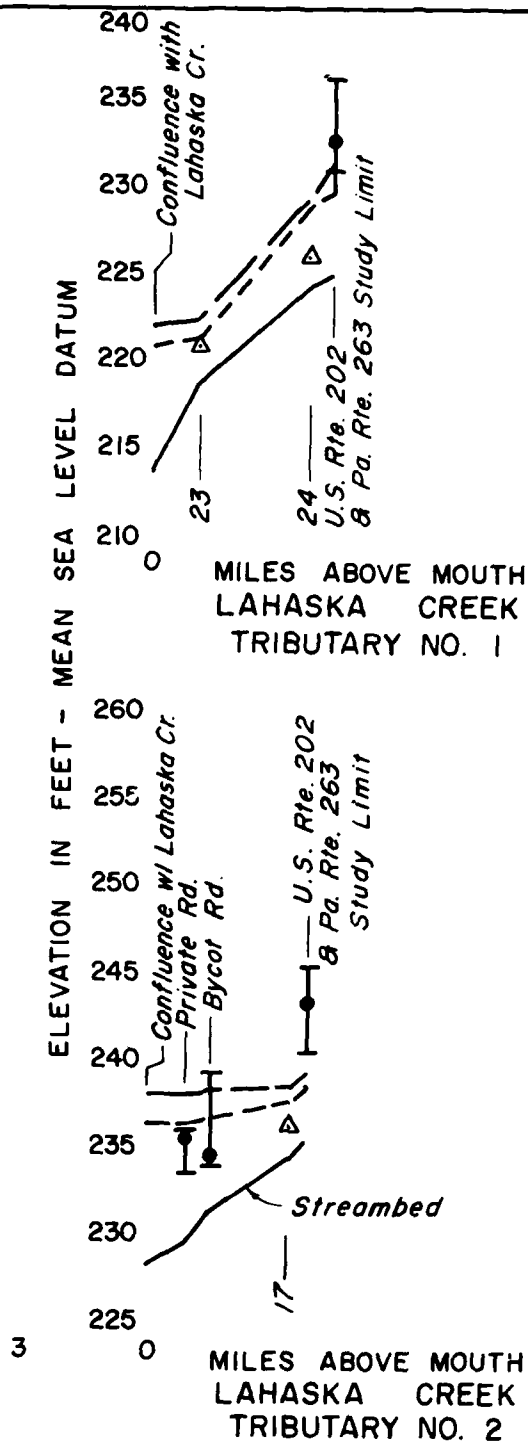 ELEVATION IN FEET - MEAN SEA LEVEL DATUM
240
235
230
225
220
215
210
0
Confluence with
Lahaska Cr.
23
24
U.S. Rte. 202
& Pa. Rte. 263 Study Limit
MILES ABOVE MOUTH
LAHASKA CREEK
TRIBUTARY NO. 1
260
255
250
245
240
235
230
225
3
0
Confluence w/ Lahaska Cr.
Private Rd.
Bycot Rd.
U.S. Rte. 202
& Pa. Rte. 263
Study Limit
Streambed
17
MILES ABOVE MOUTH
LAHASKA CREEK
TRIBUTARY NO. 2